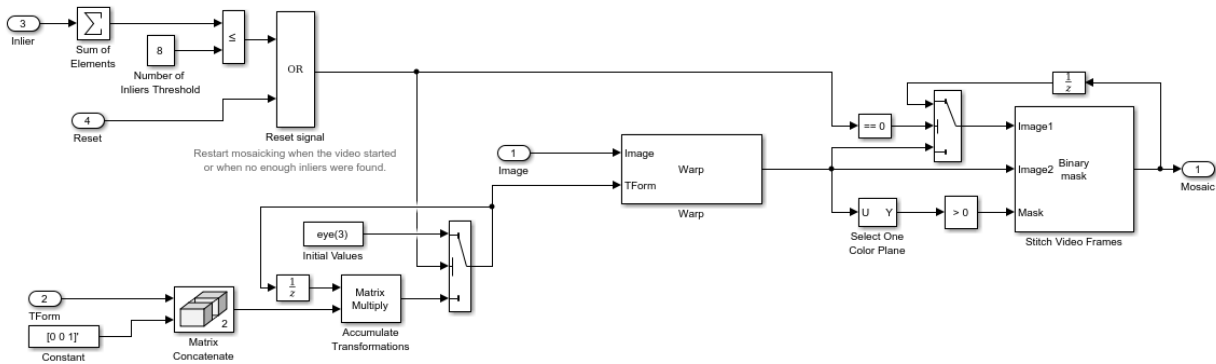 3
Inlier
Sum of
Elements
8
Number of
Inliers Threshold
≤
OR
4
Reset
Reset signal
Restart mosaicking when the video started
or when no enough inliers were found.
1
Image
Image
TForm
Warp
Warp
eye(3)
Initial Values
1
z
Matrix
Multiply
Accumulate
Transformations
2
TForm
[0 0 1]'
Constant
2
Matrix
Concatenate
== 0
1
z
Image1
Image2
Mask
Binary
mask
Stitch Video Frames
U Y
Select One
Color Plane
> 0
1
Mosaic